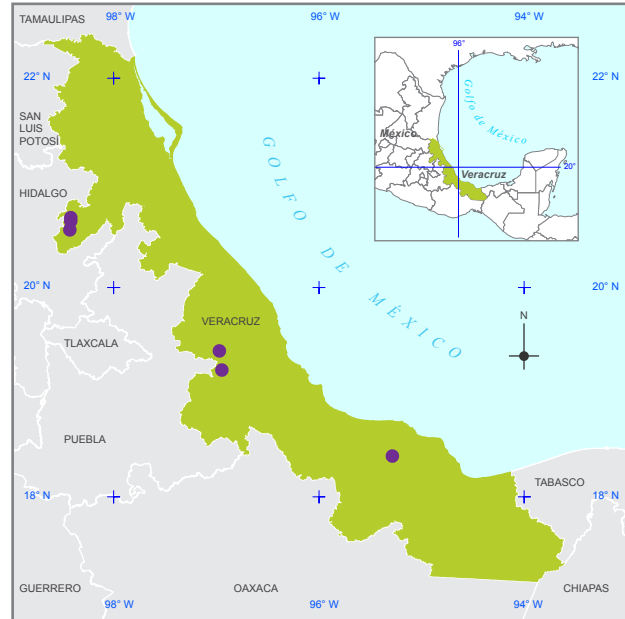 98° W
96° W
94° W
TAMAULIPAS
22° N
22° N
96°
Golfo de México
México
20°
Veracruz
SAN
LUIS
POTOSÍ
GOLFO DE MÉXICO
HIDALGO
20° N
20° N
N
VERACRUZ
TLAXCALA
PUEBLA
TABASCO
18° N
18° N
GUERRERO
OAXACA
CHIAPAS
98° W
96° W
94° W